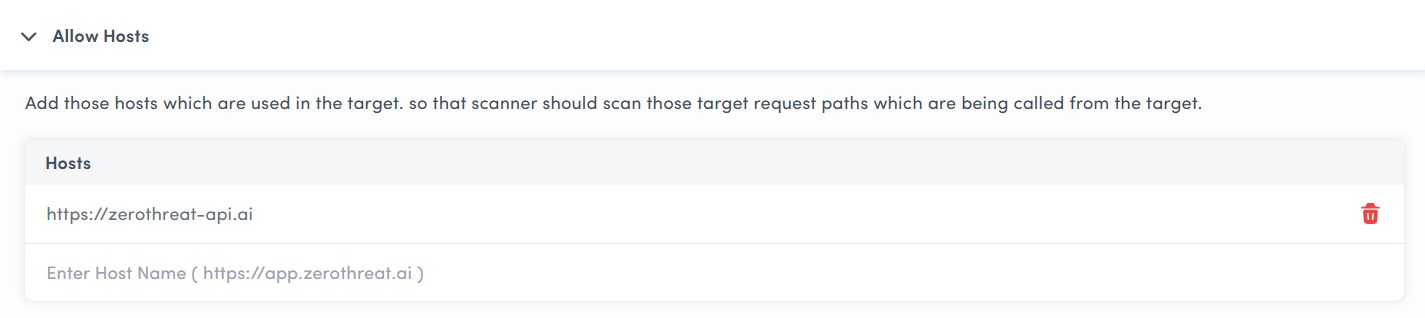 Allow Hosts
Add those hosts which are used in the target. so that scanner should scan those target request paths which are being called from the target.
Hosts
https://zerothreat-api.ai
Enter Host Name ( https://app.zerothreat.ai )